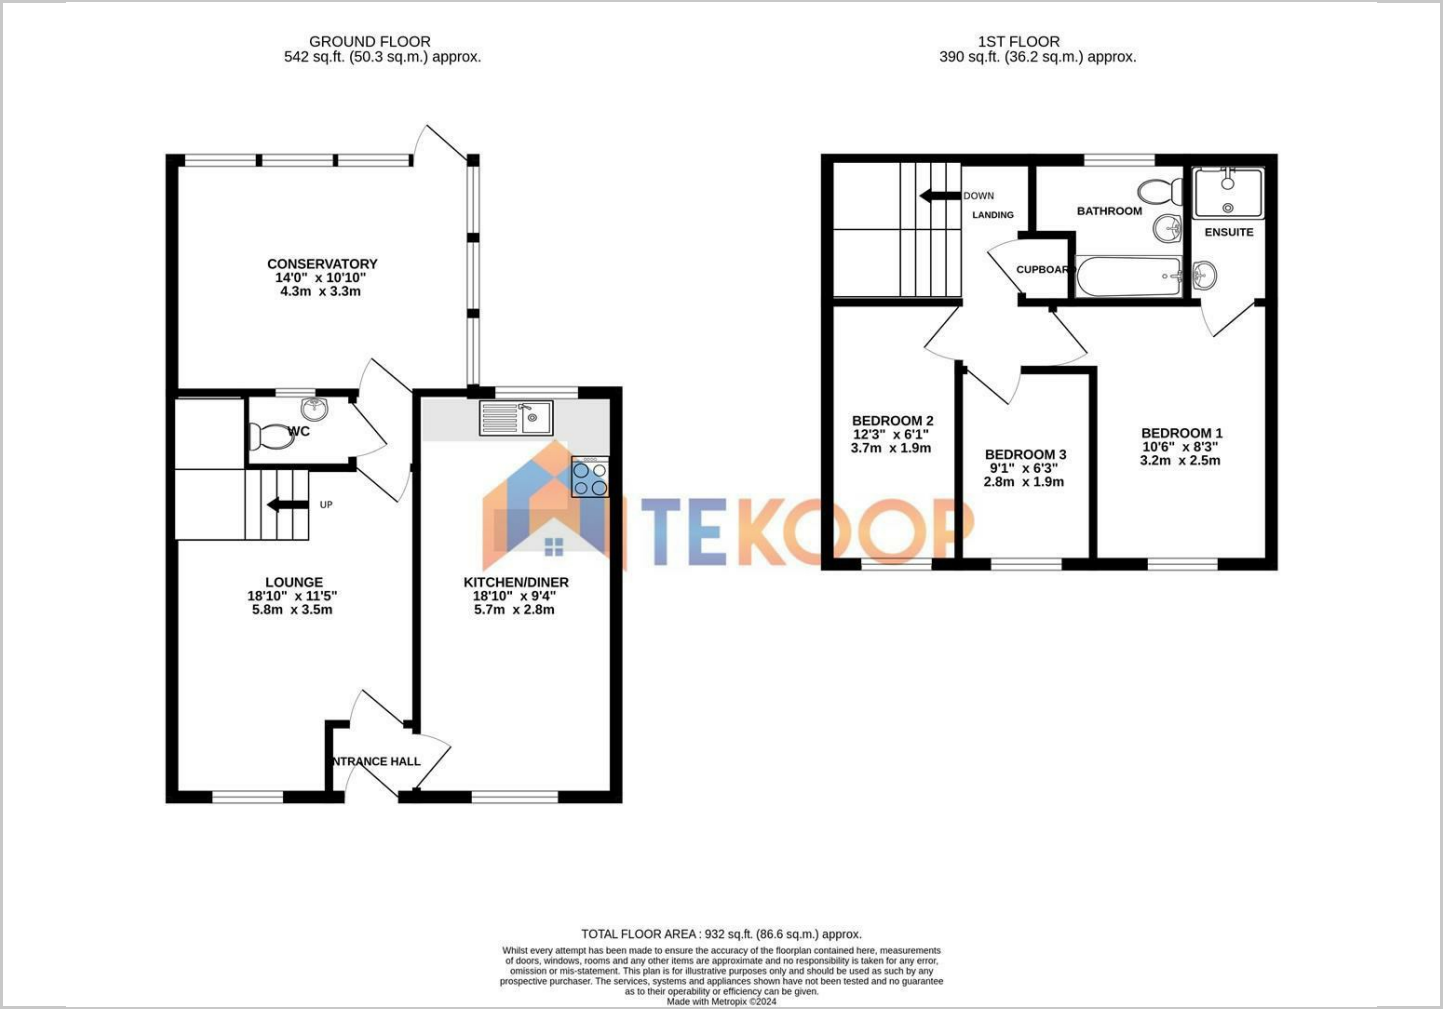 GROUND FLOOR
542 sq.ft. (50.3 sq.m.) approx.
1ST FLOOR
390 sq.ft. (36.2 sq.m.) approx.
CONSERVATORY
14'0" x 10'10"
4.3m x 3.3m
WC
UP
LOUNGE
18'10" x 11'5"
5.8m x 3.5m
KITCHEN/DINER
18'10" x 9'4"
5.7m x 2.8m
NTRANCE HALL
DOWN
LANDING
BATHROOM
ENSUITE
CUPBOARD
BEDROOM 2
12'3" x 6'1"
3.7m x 1.9m
BEDROOM 3
9'1" x 6'3"
2.8m x 1.9m
BEDROOM 1
10'6" x 8'3"
3.2m x 2.5m
TEKOOP
TOTAL FLOOR AREA : 932 sq.ft. (86.6 sq.m.) approx.
Whilst every attempt has been made to ensure the accuracy of the floorplan contained here, measurements
of doors, windows, rooms and any other items are approximate and no responsibility is taken for any error,
omission or mis-statement. This plan is for illustrative purposes only and should be used as such by any
prospective purchaser. The services, systems and appliances shown have not been tested and no guarantee
as to their operability or efficiency can be given.
Made with Metropix ©2024